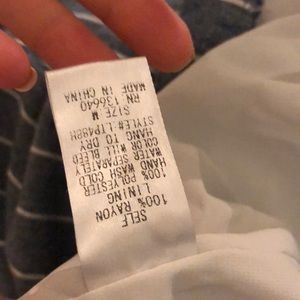 SELF
100% RAYON
LINING
100% POLYESTER
HAND WASH COLD
WATER SEPARATELY
COLOR WILL BLEED
HANG TO DRY
SIZE M
RN 136640
MADE IN CHINA